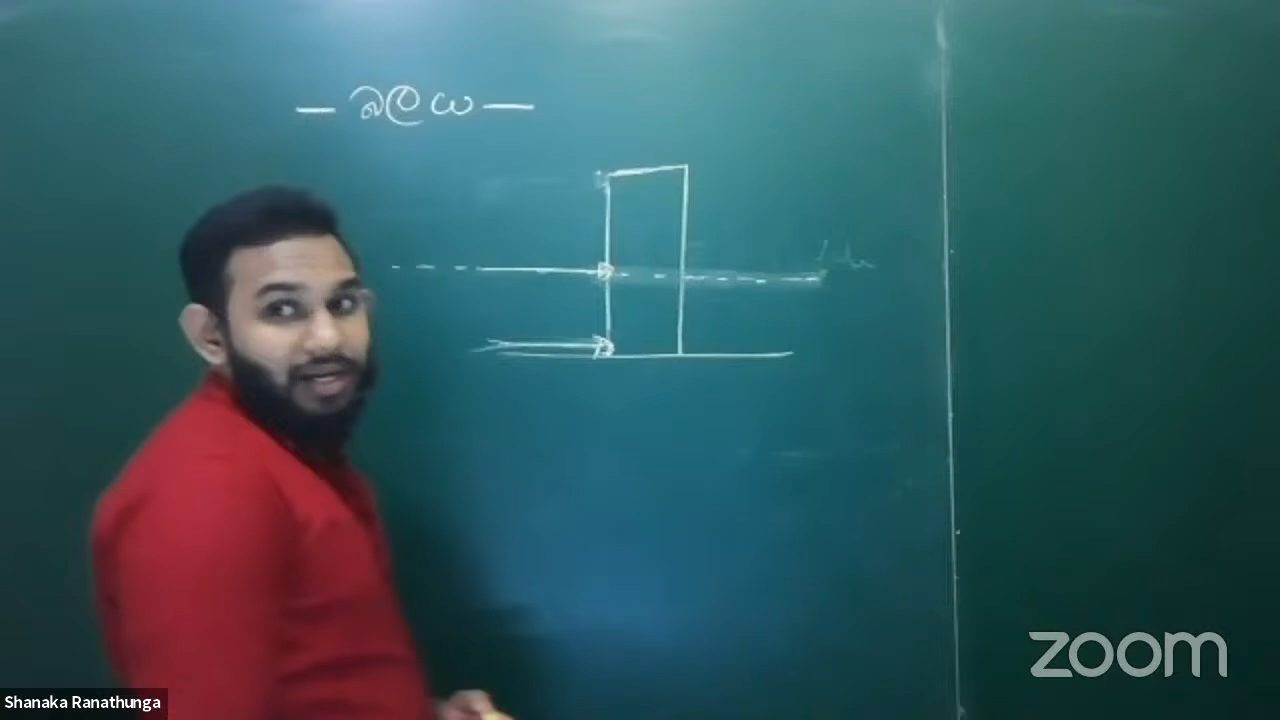 — බලය —
zoom
Shanaka Ranathunga